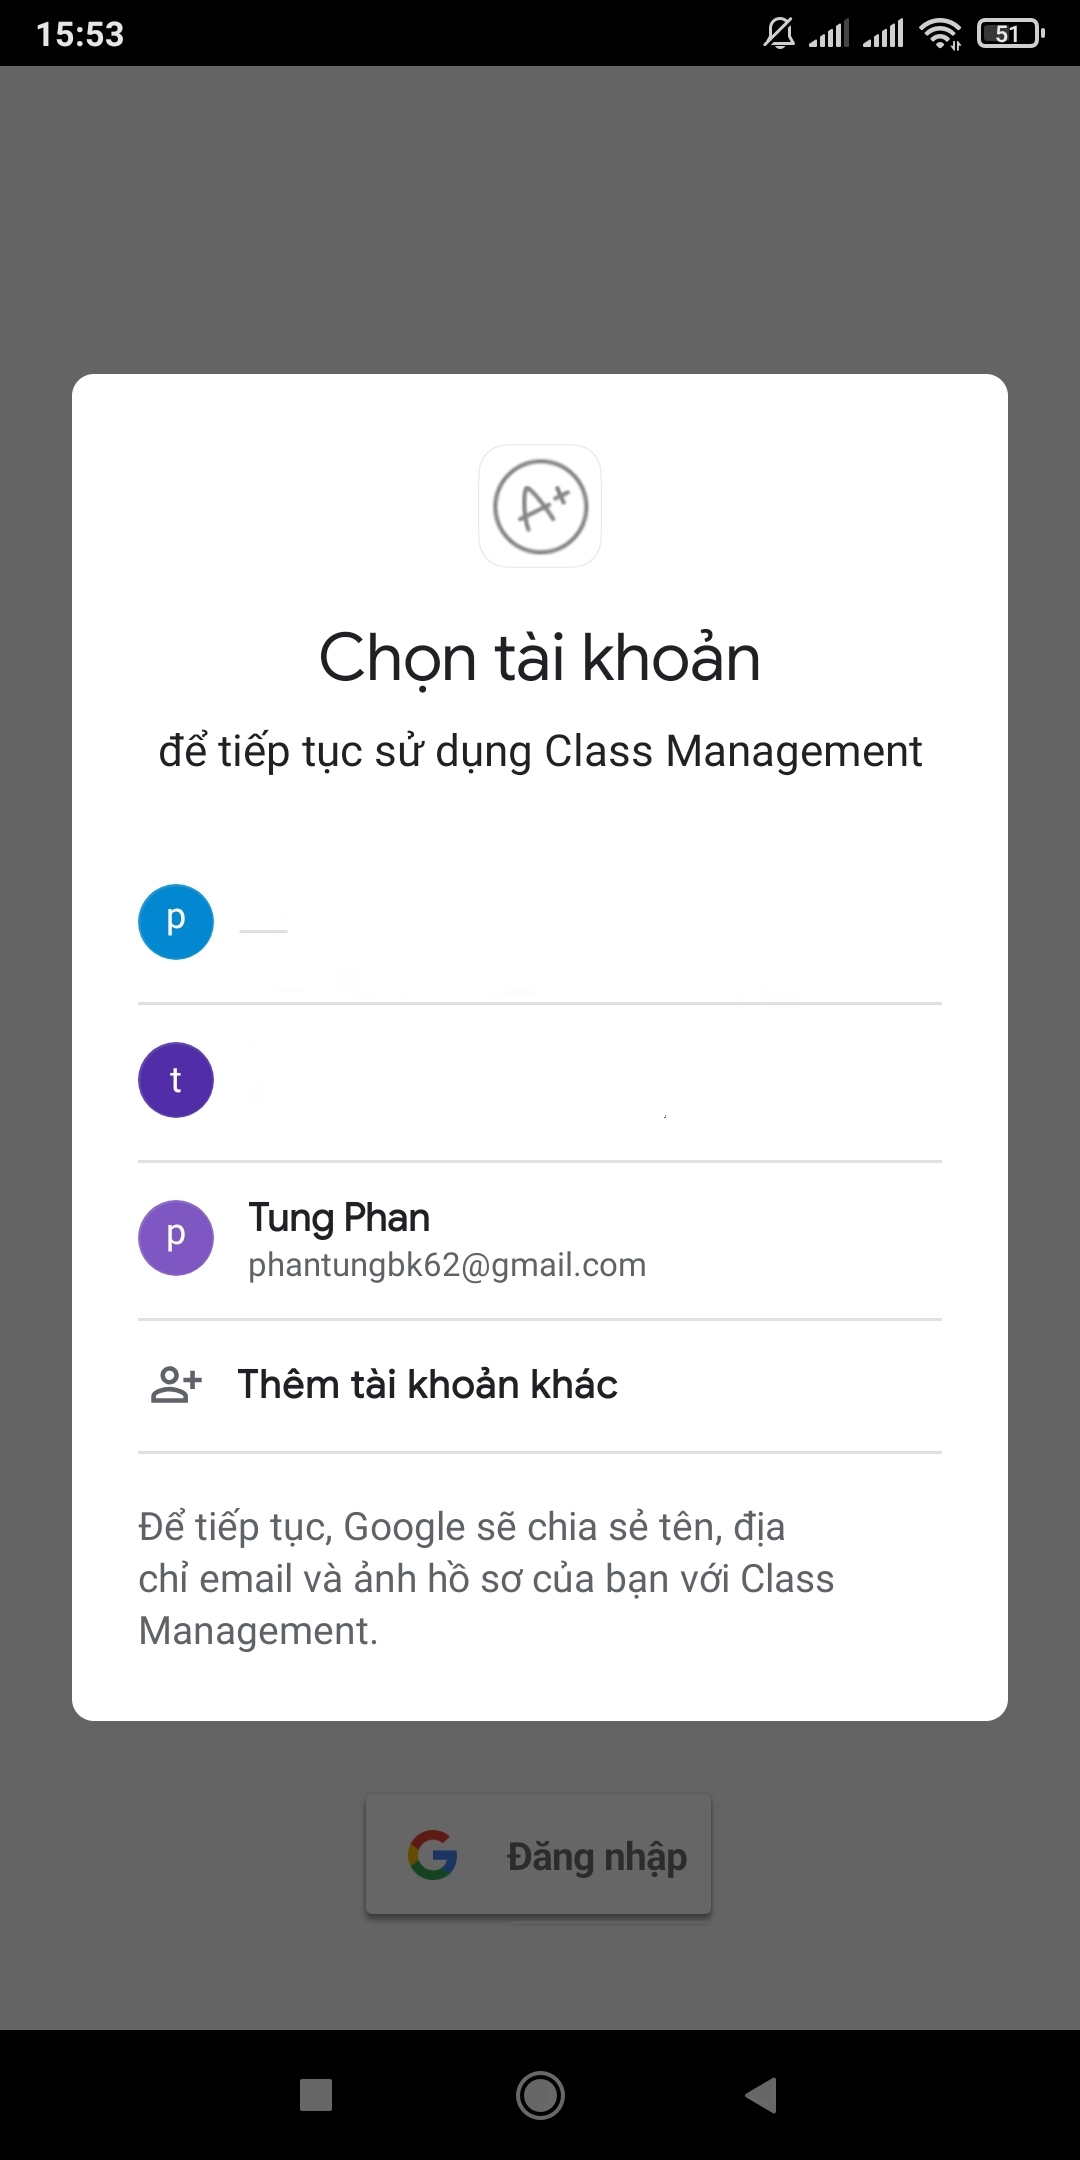 15:53
51
A+
Chọn tài khoản
để tiếp tục sử dụng Class Management
p
t
p
Tung Phan
phantungbk62@gmail.com
Thêm tài khoản khác
Để tiếp tục, Google sẽ chia sẻ tên, địa
chỉ email và ảnh hồ sơ của bạn với Class
Management.
G
Đăng nhập